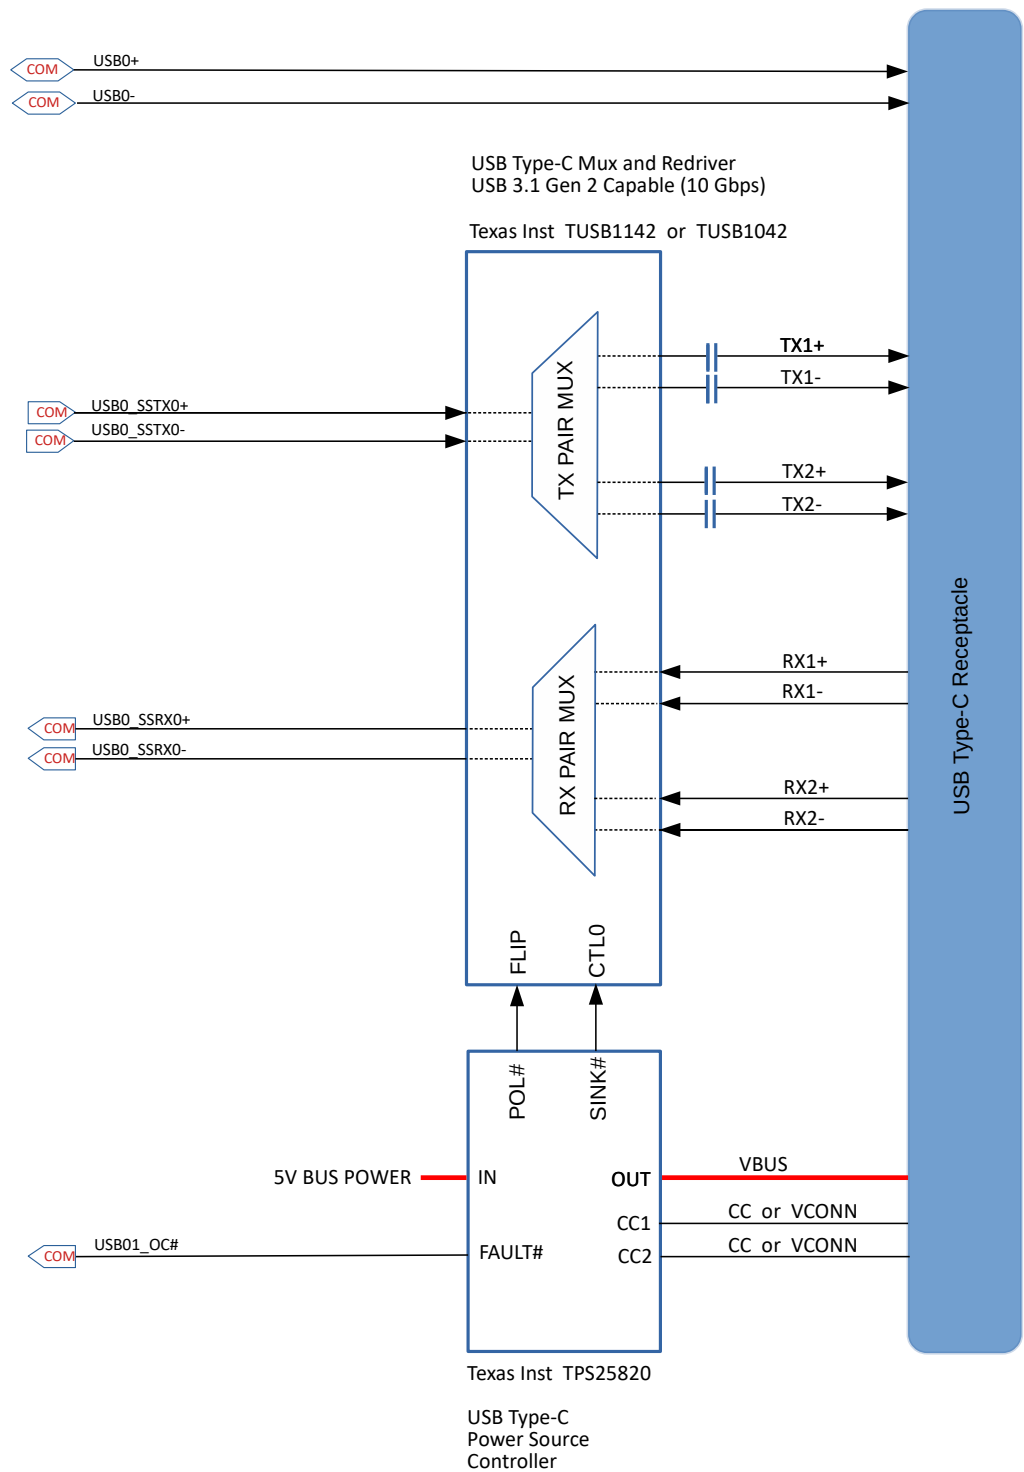 COM USB0+
COM USB0-
USB Type-C Mux and Redriver
USB 3.1 Gen 2 Capable (10 Gbps)
Texas Inst TUSB1142 or TUSB1042
TX1+
TX1-
COM USB0_SSTX0+
COM USB0_SSTX0-
TX PAIR MUX
TX2+
TX2-
USB Type-C Receptacle
RX1+
RX1-
COM USB0_SSRX0+
COM USB0_SSRX0-
RX PAIR MUX
RX2+
RX2-
FLIP
CTL0
POL#
SINK#
5V BUS POWER
IN
OUT
VBUS
CC1
CC or VCONN
COM USB01_OC#
FAULT#
CC2
CC or VCONN
Texas Inst TPS25820
USB Type-C
Power Source
Controller